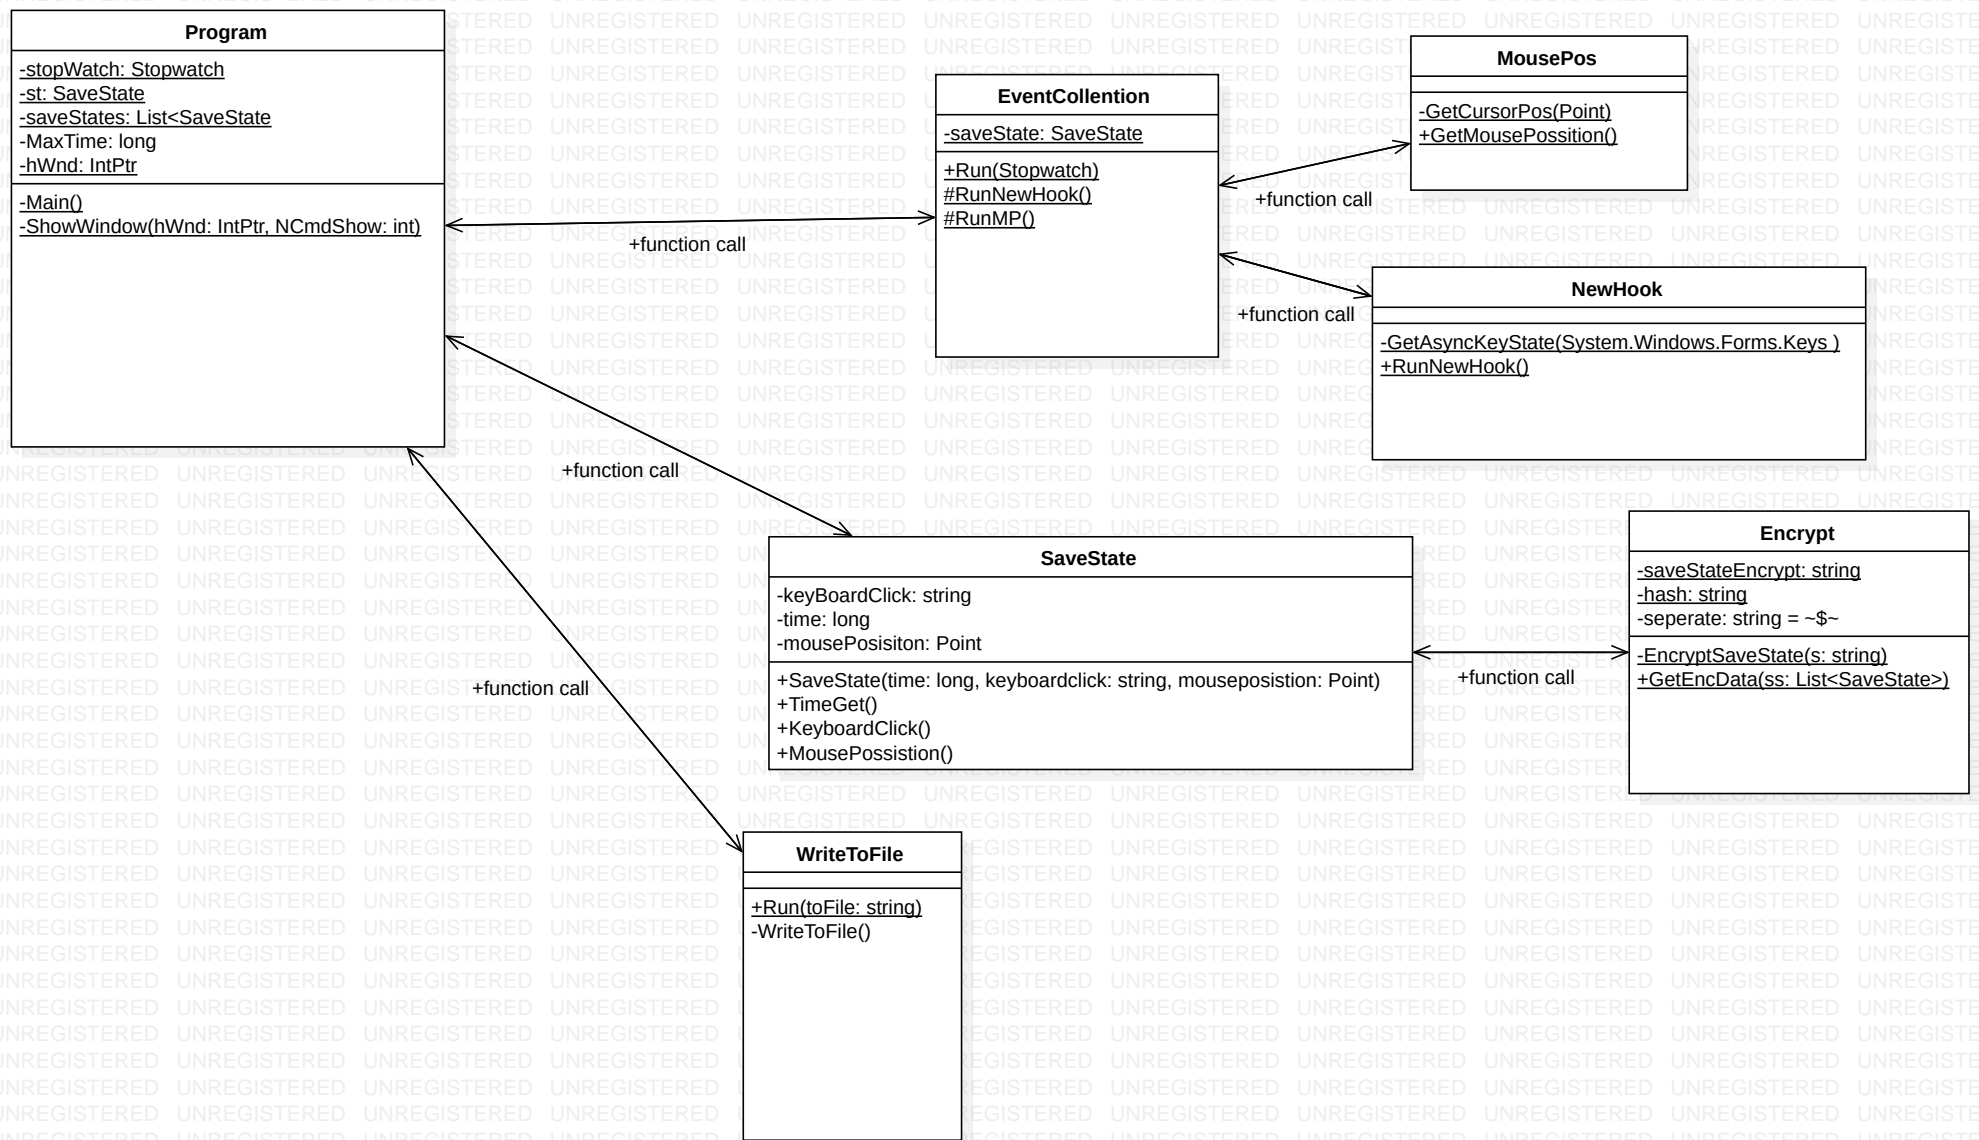 Program
-stopWatch: Stopwatch
-st: SaveState
-saveStates: List<SaveState
-MaxTime: long
-hWnd: IntPtr
-Main()
-ShowWindow(hWnd: IntPtr, NCmdShow: int)
EventCollention
-saveState: SaveState
+Run(Stopwatch)
#RunNewHook()
#RunMP()
MousePos
-GetCursorPos(Point)
+GetMousePossition()
+function call
+function call
+function call
NewHook
-GetAsyncKeyState(System.Windows.Forms.Keys )
+RunNewHook()
+function call
SaveState
-keyBoardClick: string
-time: long
-mousePosisiton: Point
+SaveState(time: long, keyboardclick: string, mouseposistion: Point)
+TimeGet()
+KeyboardClick()
+MousePossistion()
Encrypt
-saveStateEncrypt: string
-hash: string
-seperate: string = ~$~
-EncryptSaveState(s: string)
+GetEncData(ss: List<SaveState>)
+function call
+function call
WriteToFile
+Run(toFile: string)
-WriteToFile()
UNREGISTERED